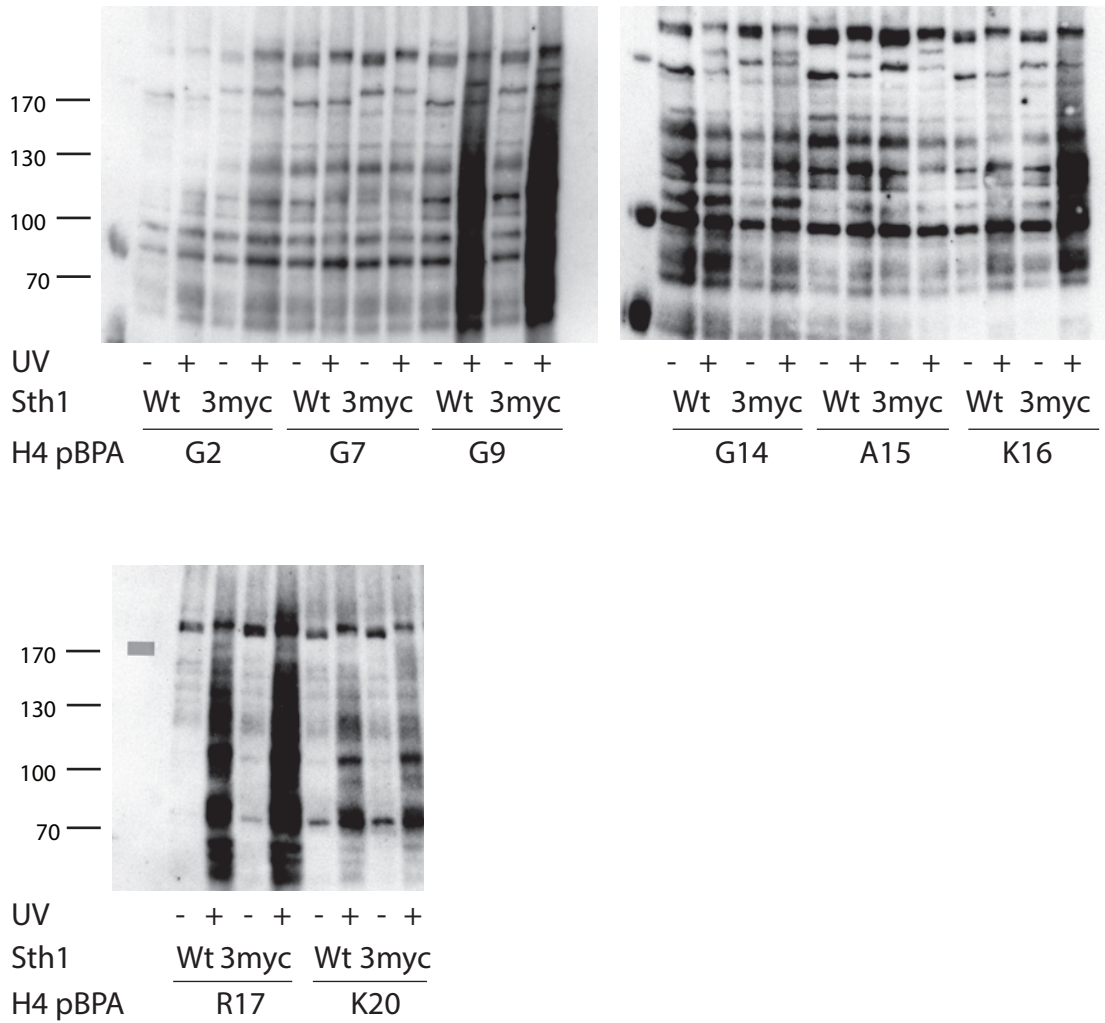 170
130
100
70
UV - + - + - + - + - + - +
Sth1 Wt 3myc Wt 3myc Wt 3myc
H4 pBPA G2 G7 G9
- + - + - + - + - + - +
Wt 3myc Wt 3myc Wt 3myc
G14 A15 K16
170
130
100
70
UV - + - + - + - +
Sth1 Wt 3myc Wt 3myc
H4 pBPA R17 K20